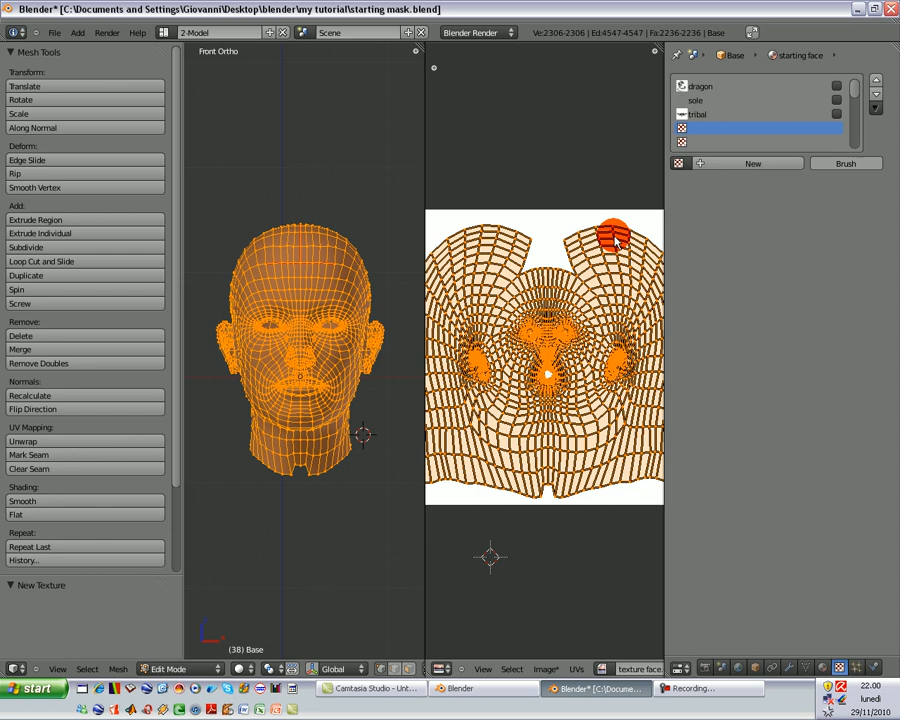 Blender* [C:\Documents and Settings\Giovanni\Desktop\blender\my tutorial\starting mask.blend]
File Add Render Help 2-Model Scene Blender Render Ve:2306-2306 | Ed:4547-4547 | Fa:2236-2236 | Base
Mesh Tools
Front Ortho
Base starting face
Transform:
Translate
Rotate
Scale
Along Normal
dragon
sole
tribal
New Brush
Deform:
Edge Slide
Rip
Smooth Vertex
Add:
Extrude Region
Extrude Individual
Subdivide
Loop Cut and Slide
Duplicate
Spin
Screw
Remove:
Delete
Merge
Remove Doubles
Normals:
Recalculate
Flip Direction
UV Mapping:
Unwrap
Mark Seam
Clear Seam
Shading:
Smooth
Flat
Repeat:
Repeat Last
History...
New Texture
(38) Base
View Select Mesh Edit Mode Global View Select Image* UVs texture face
start Camtasia Studio - Unt... Blender Blender* [C:\Docume... Recording...
22.00
lunedì
29/11/2010